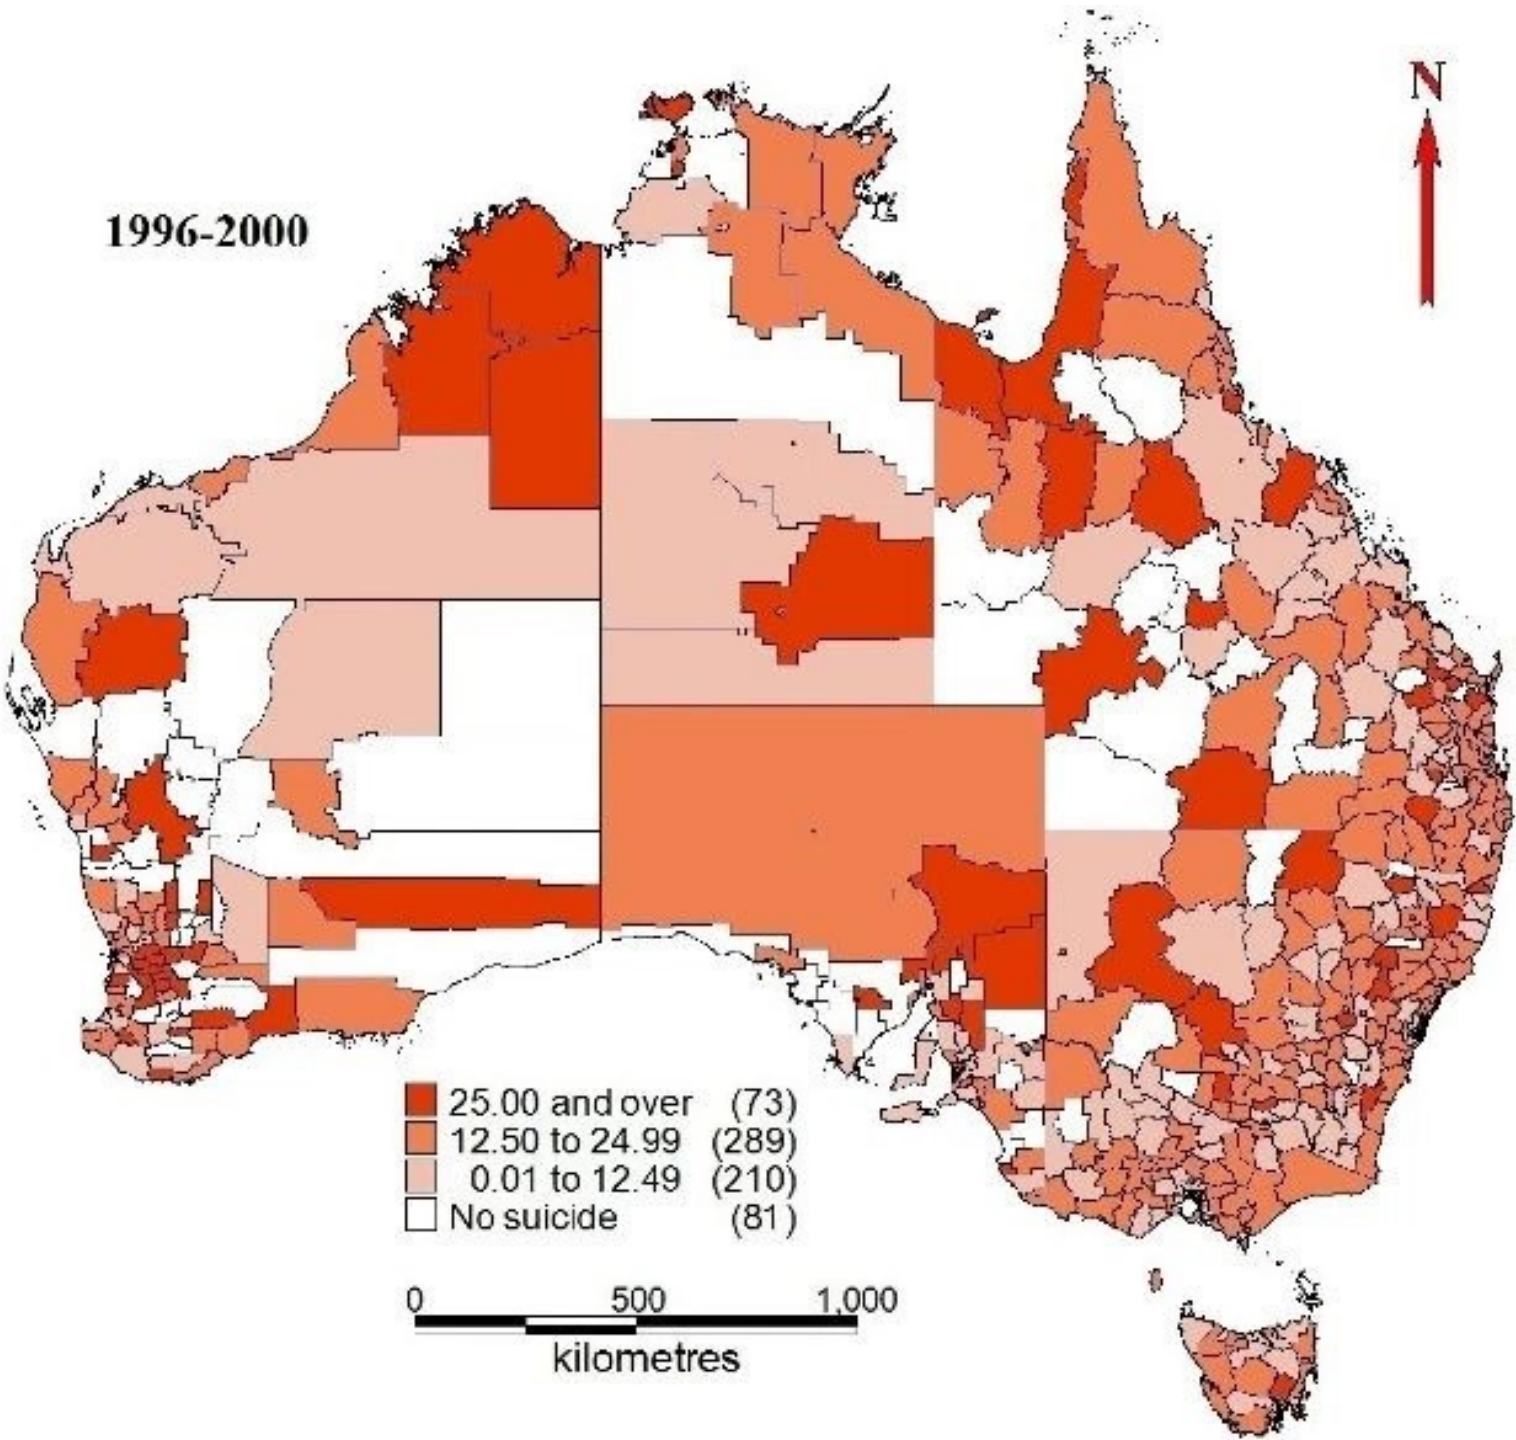 N
1996-2000
25.00 and over (73)
12.50 to 24.99 (289)
0.01 to 12.49 (210)
No suicide (81)
0 500 1,000
kilometres